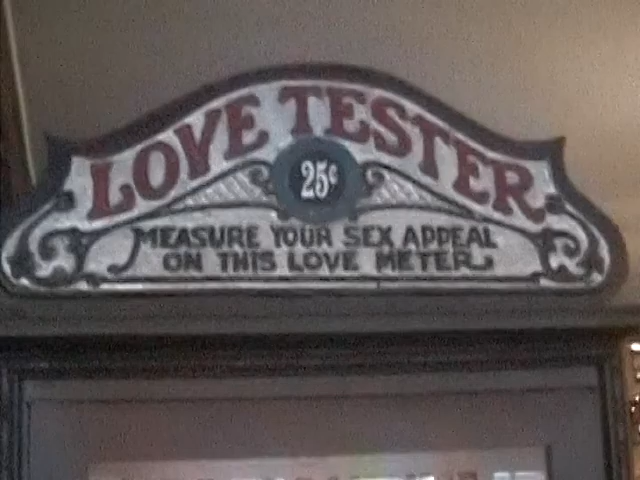 LOVE TESTER
25¢
MEASURE YOUR SEX APPEAL
ON THIS LOVE METER